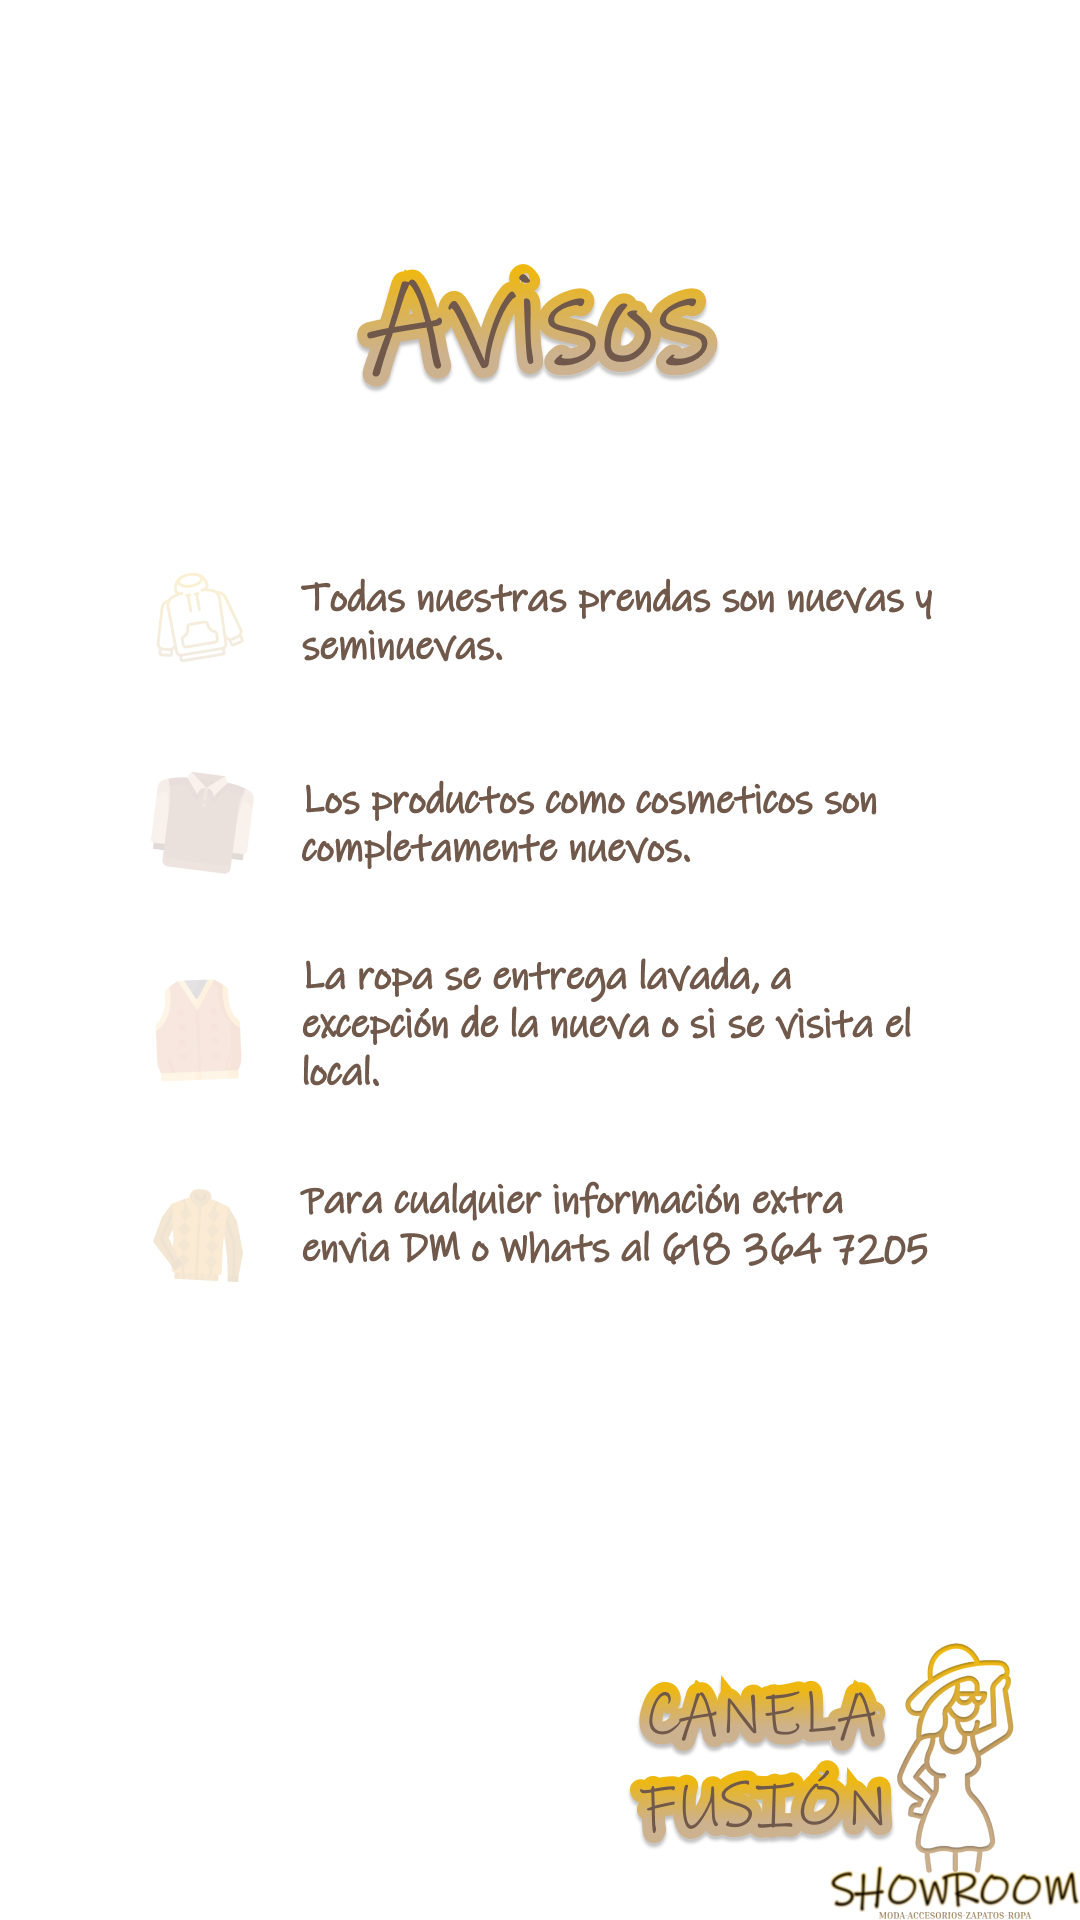 Avisos
Todas nuestras prendas son nuevas y
seminuevas.
Los productos como cosmeticos son
completamente nuevos.
La ropa se entrega lavada, a
excepción de la nueva o si se visita el
local.
Para cualquier información extra
envia DM o Whats al 618 364 7205
CANELA
FUSIÓN
SHOWROOM
MODA-ACCESORIOS-ZAPATOS-ROPA